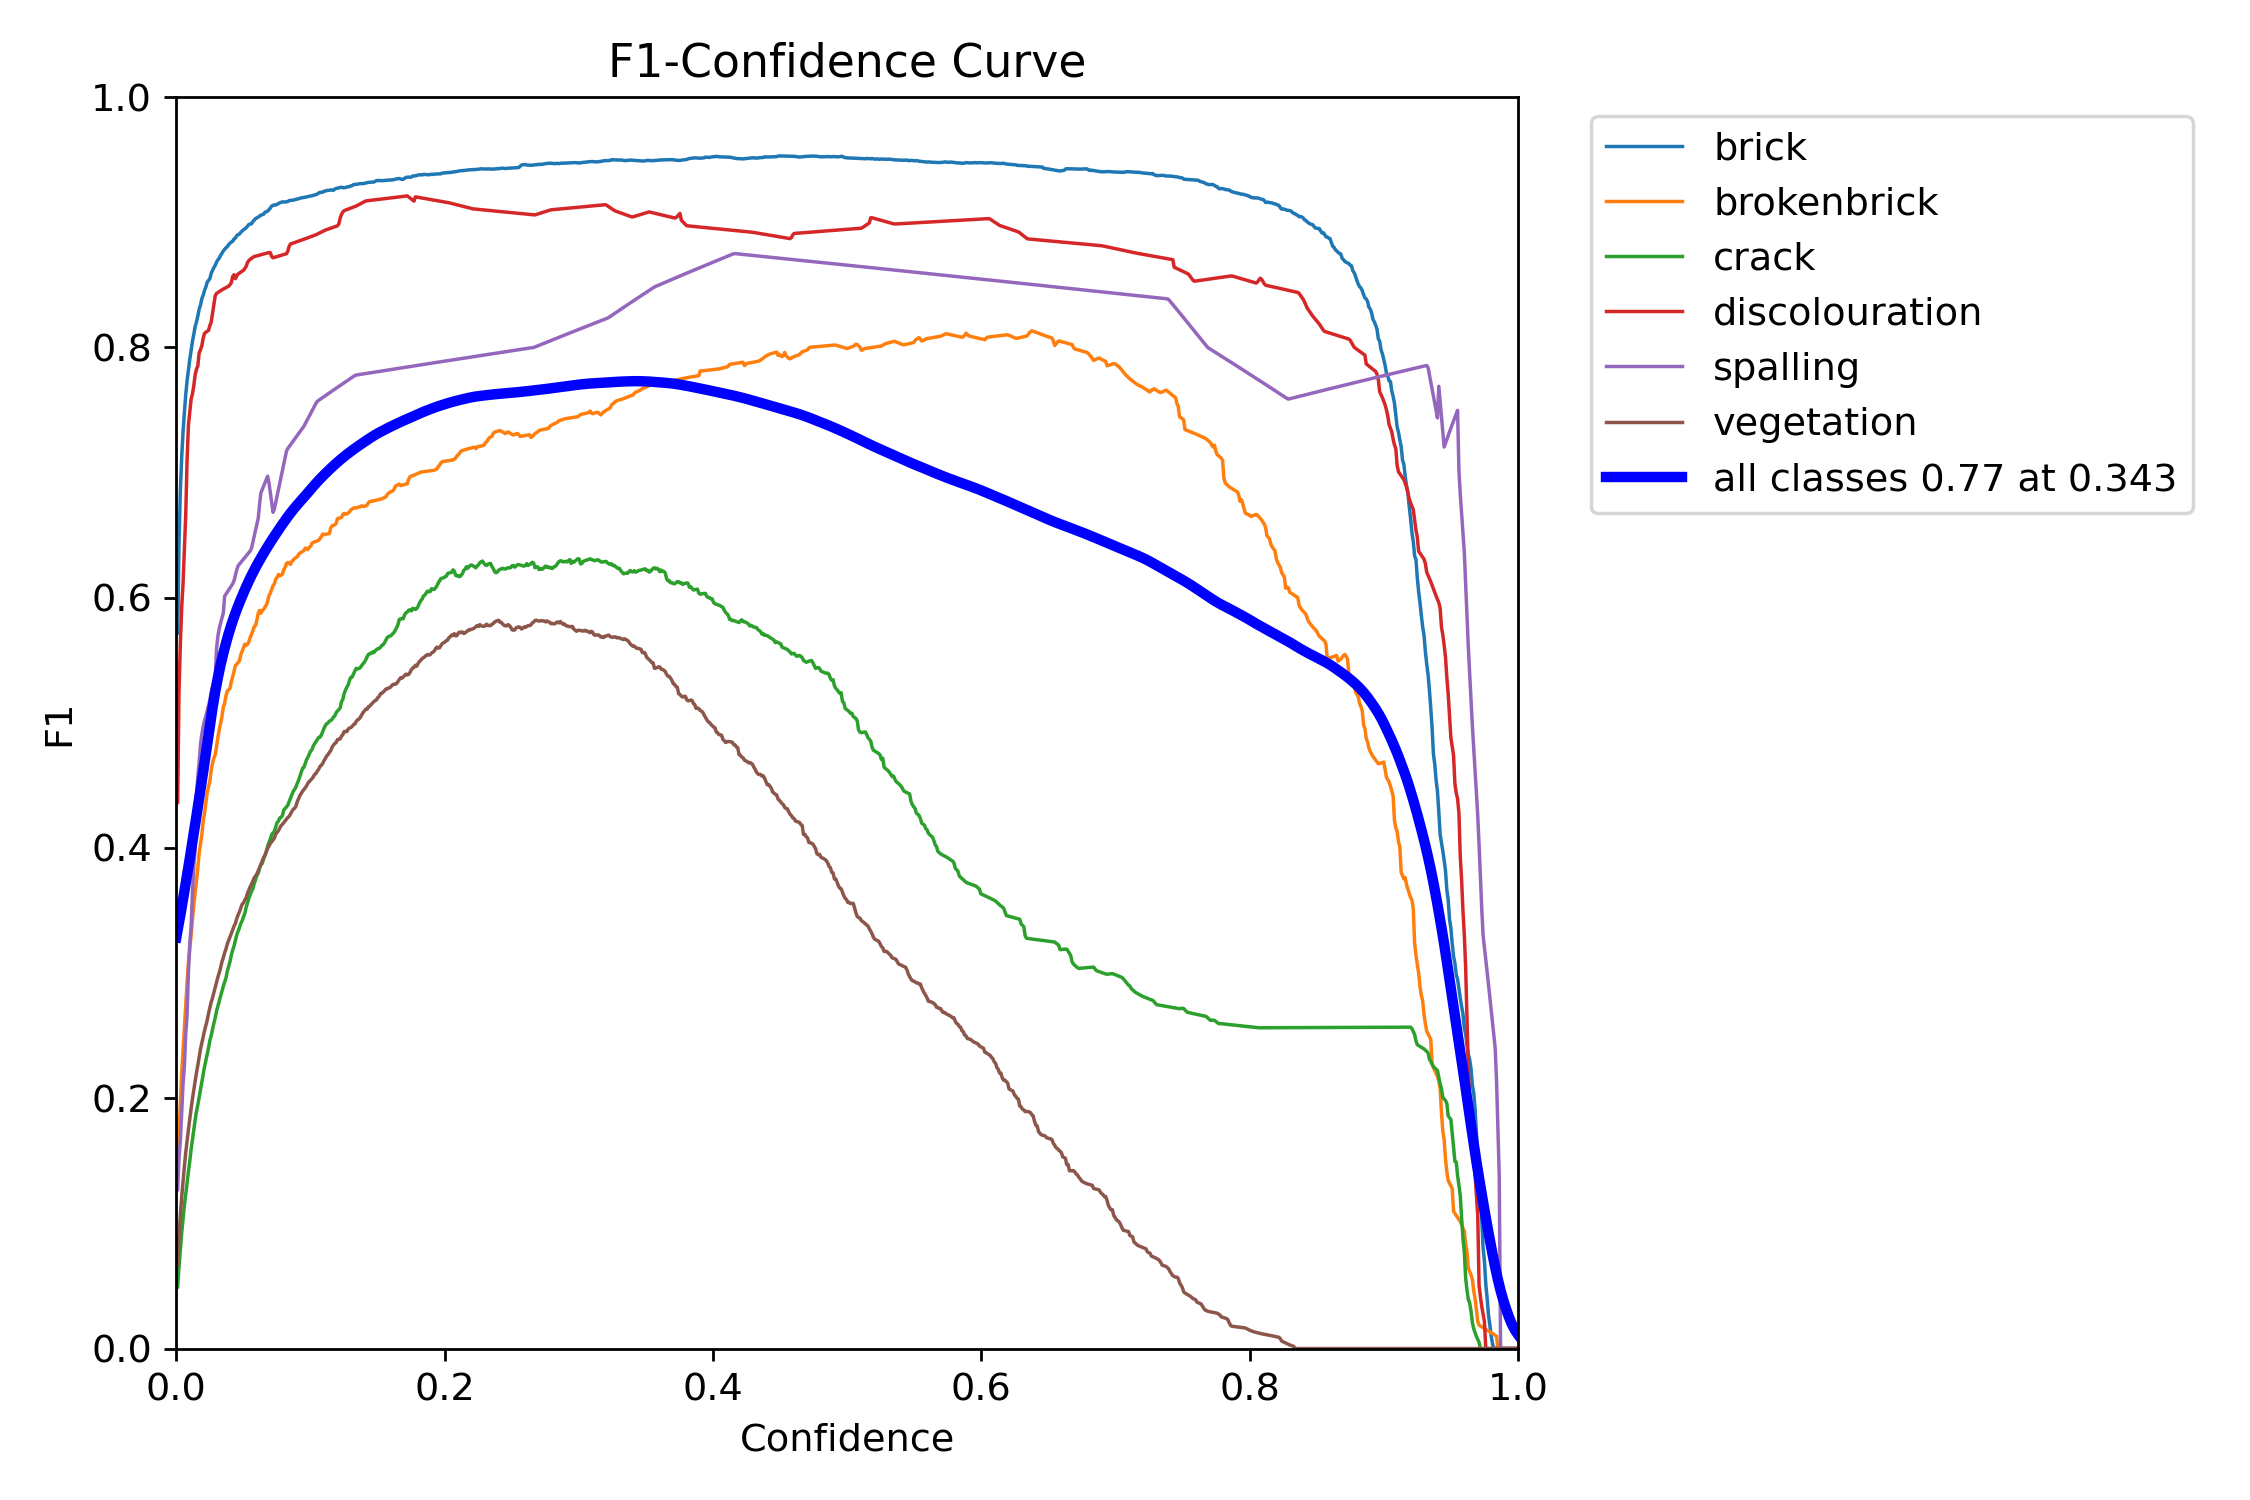 F1-Confidence Curve
1.0
0.8
0.6
0.4
0.2
0.0
F1
0.0 0.2 0.4 0.6 0.8 1.0
Confidence
brick
brokenbrick
crack
discolouration
spalling
vegetation
all classes 0.77 at 0.343